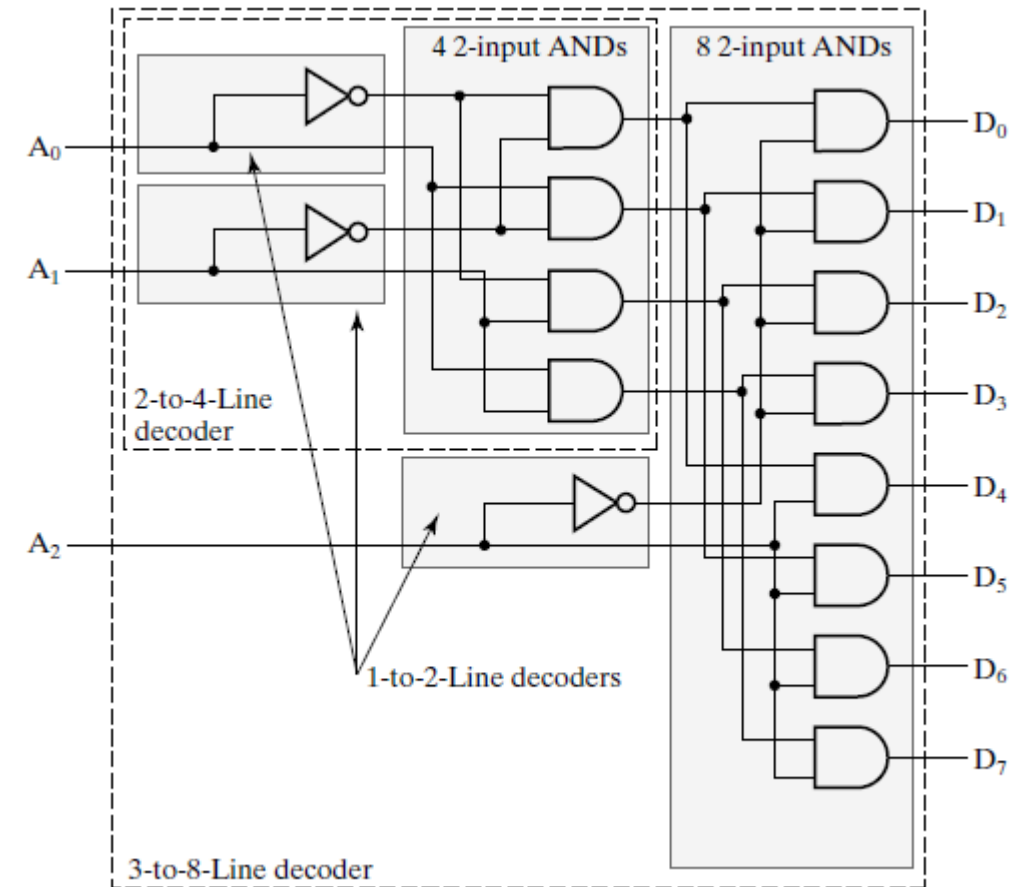 4 2-input ANDs
8 2-input ANDs
A₀
A₁
2-to-4-Line
decoder
A₂
1-to-2-Line decoders
3-to-8-Line decoder
D₀
D₁
D₂
D₃
D₄
D₅
D₆
D₇